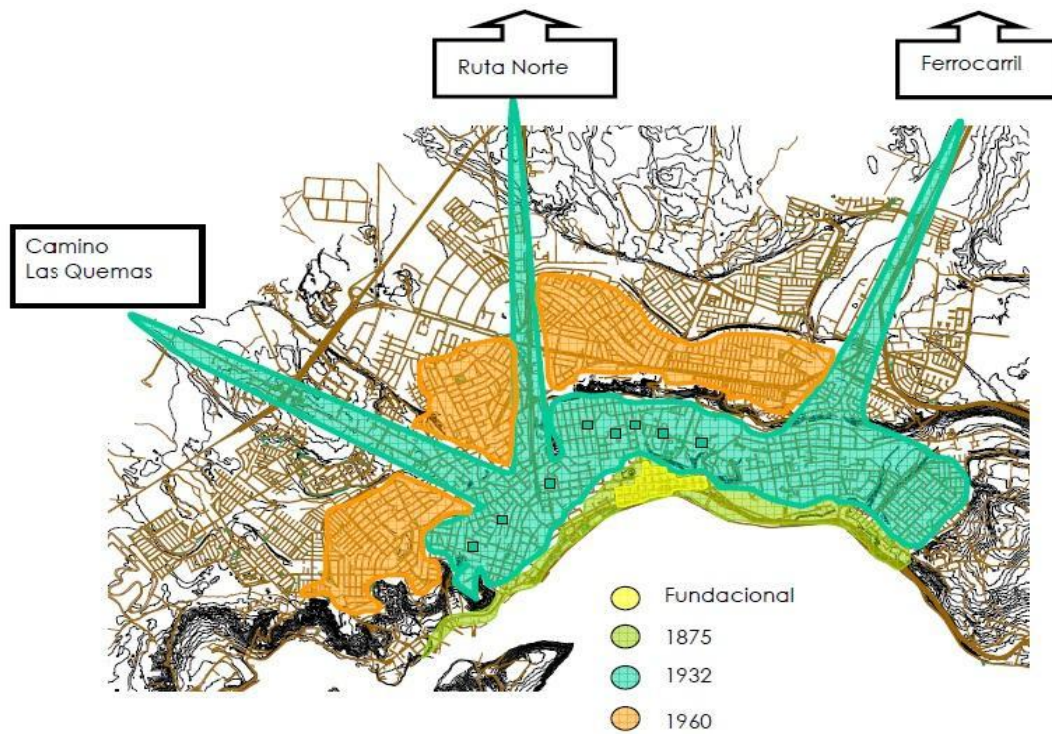 Ruta Norte
Ferrocarril
Camino
Las Quemas
Fundacional
1875
1932
1960